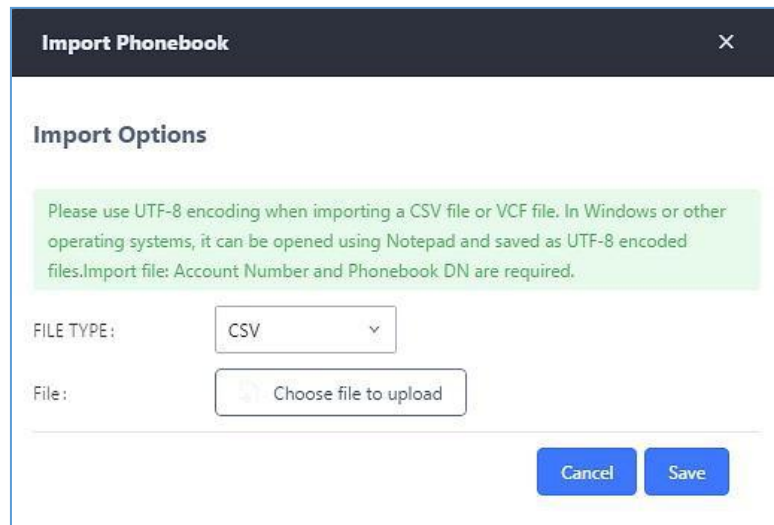 Import Phonebook
Import Options
Please use UTF-8 encoding when importing a CSV file or VCF file. In Windows or other
operating systems, it can be opened using Notepad and saved as UTF-8 encoded
files.Import file: Account Number and Phonebook DN are required.
FILE TYPE: CSV
File: Choose file to upload
Cancel Save